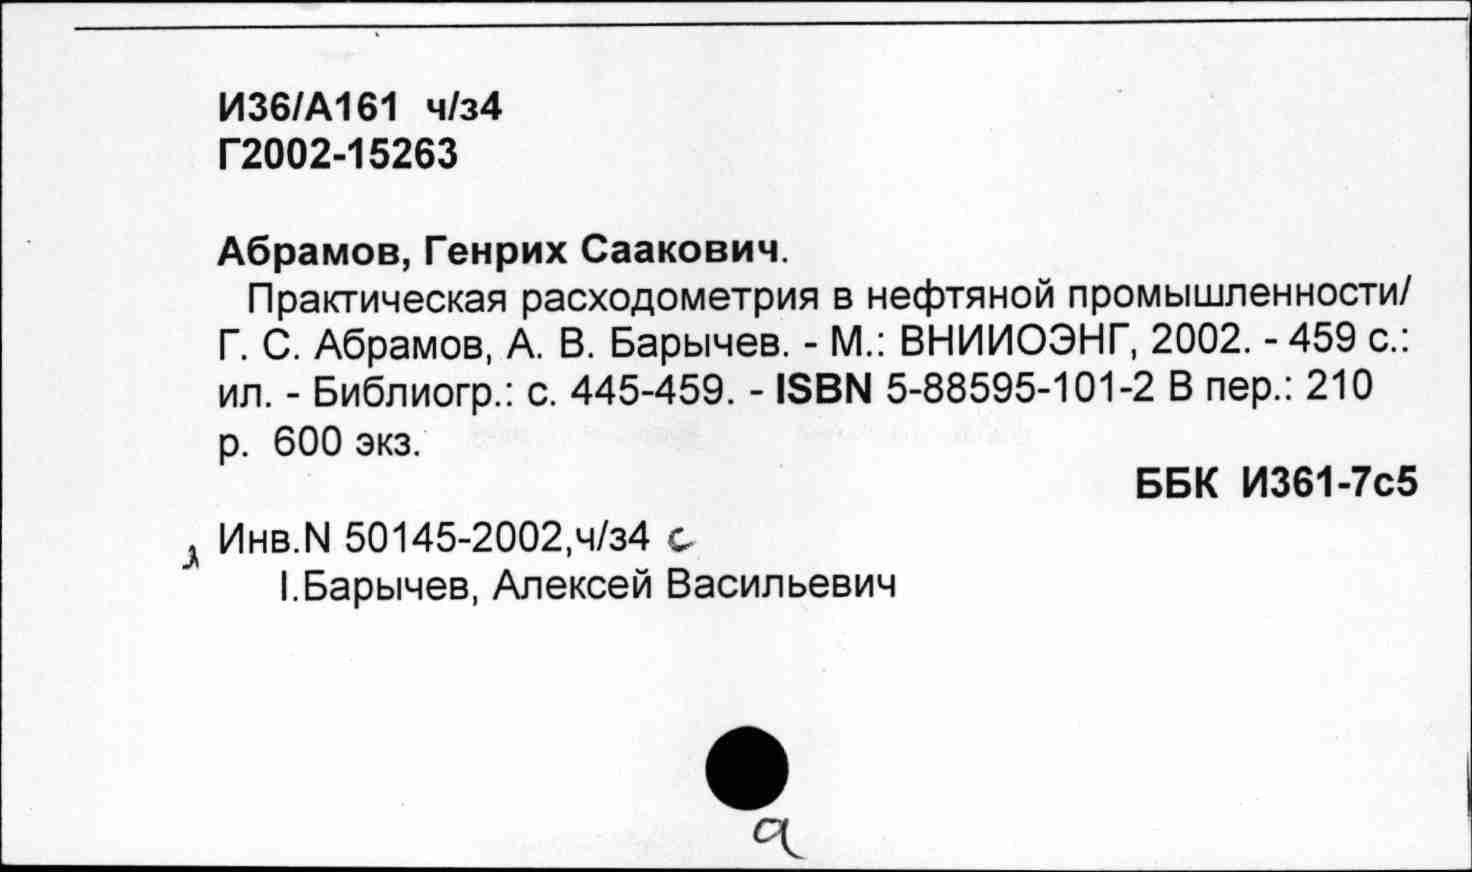 И36/А161 ч/з4
Г2002-15263
Абрамов, Генрих Саакович.
Практическая расходометрия в нефтяной промышленности/
Г. С. Абрамов, А. В. Барычев. - М.: ВНИИОЭНГ, 2002. - 459 с.:
ил. - Библиогр.: с. 445-459. - ISBN 5-88595-101-2 В пер.: 210
р. 600 экз.
ББК И361-7с5
Инв.N 50145-2002,ч/з4 с
I.Барычев, Алексей Васильевич